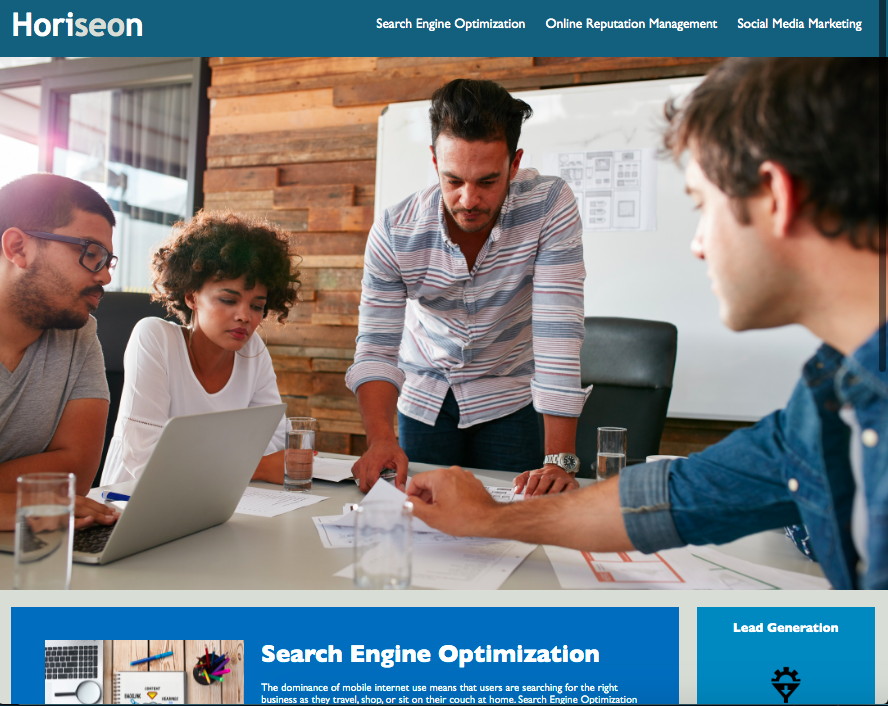 Horiseon
Search Engine Optimization
Online Reputation Management
Social Media Marketing
Search Engine Optimization
The dominance of mobile internet use means that users are searching for the right
business as they travel, shop, or sit on their couch at home. Search Engine Optimization
Lead Generation